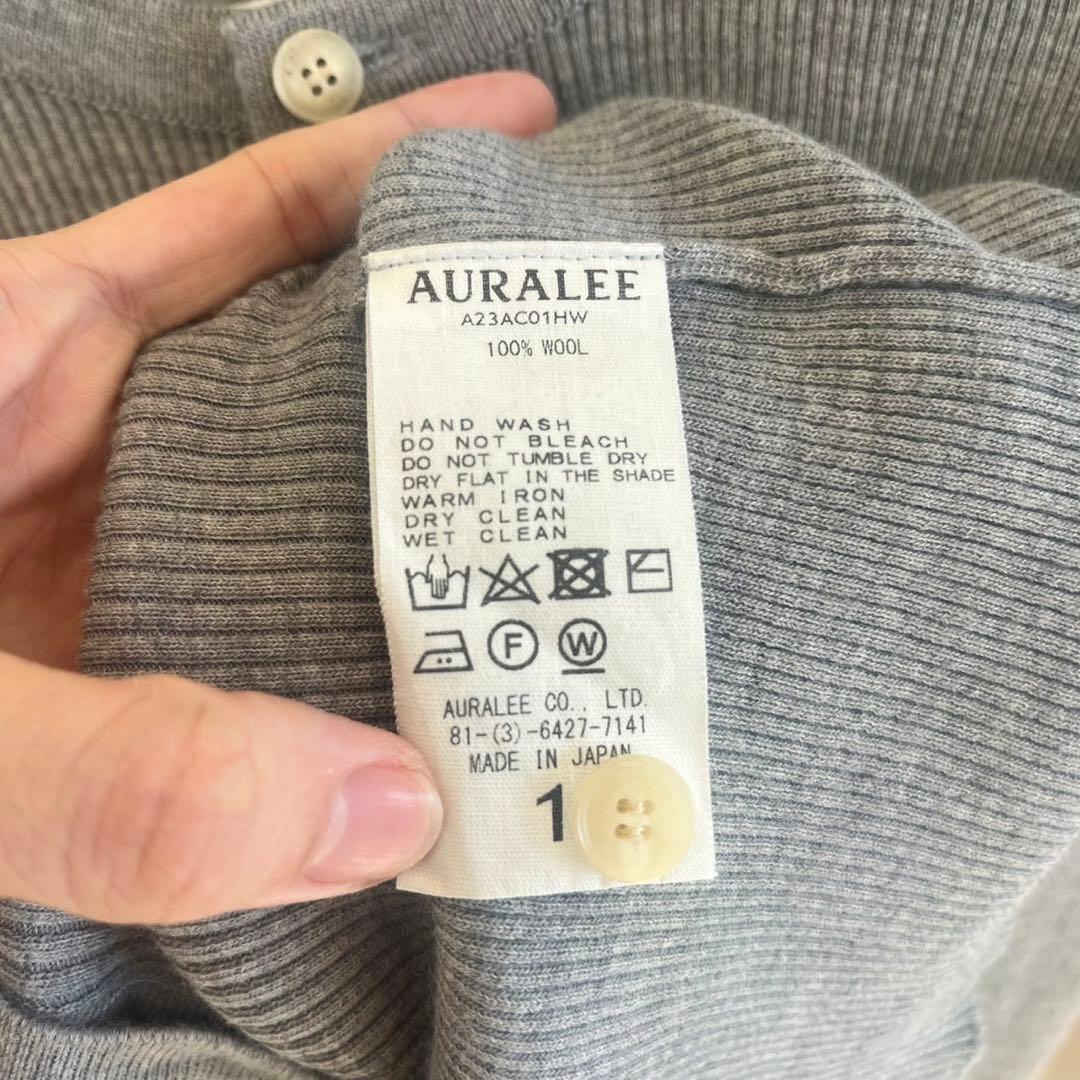 AURALEE
A23AC01HW
100% WOOL
HAND WASH
DO NOT BLEACH
DO NOT TUMBLE DRY
DRY FLAT IN THE SHADE
WARM IRON
DRY CLEAN
WET CLEAN
F W
AURALEE CO., LTD.
81-(3)-6427-7141
MADE IN JAPAN
1